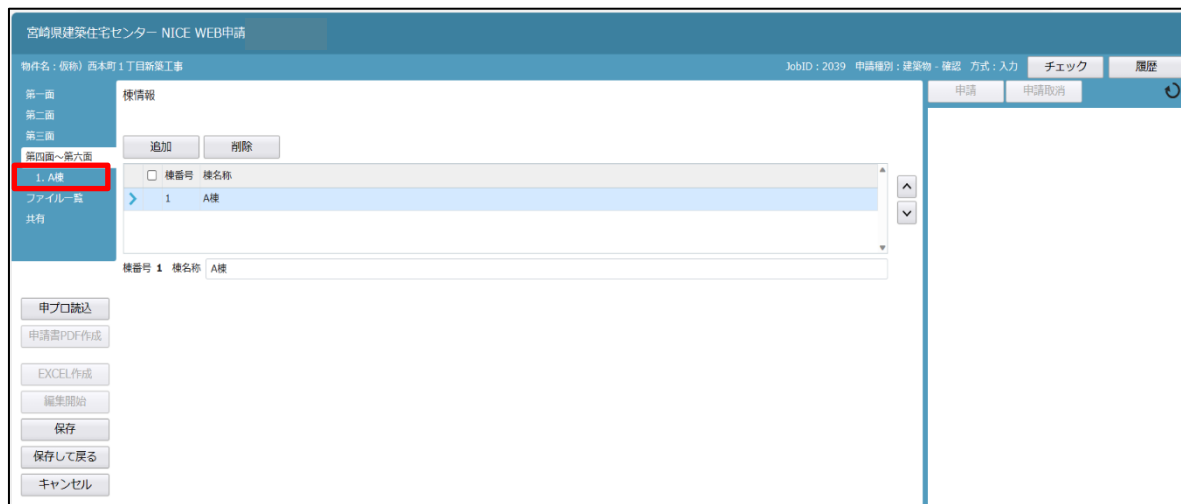 宮崎県建築住宅センター NICE WEB申請
物件名：仮称）西本町１丁目新築工事
JobID：2039 申請種別：建築物 - 確認 方式：入力
チェック
履歴
第一面
第二面
第三面
第四面～第六面
1. A棟
ファイル一覧
共有
棟情報
追加
削除
棟番号 棟名称
1 A棟
棟番号 1 棟名称 A棟
申請
申請取消
申プロ読込
申請書PDF作成
EXCEL作成
編集開始
保存
保存して戻る
キャンセル